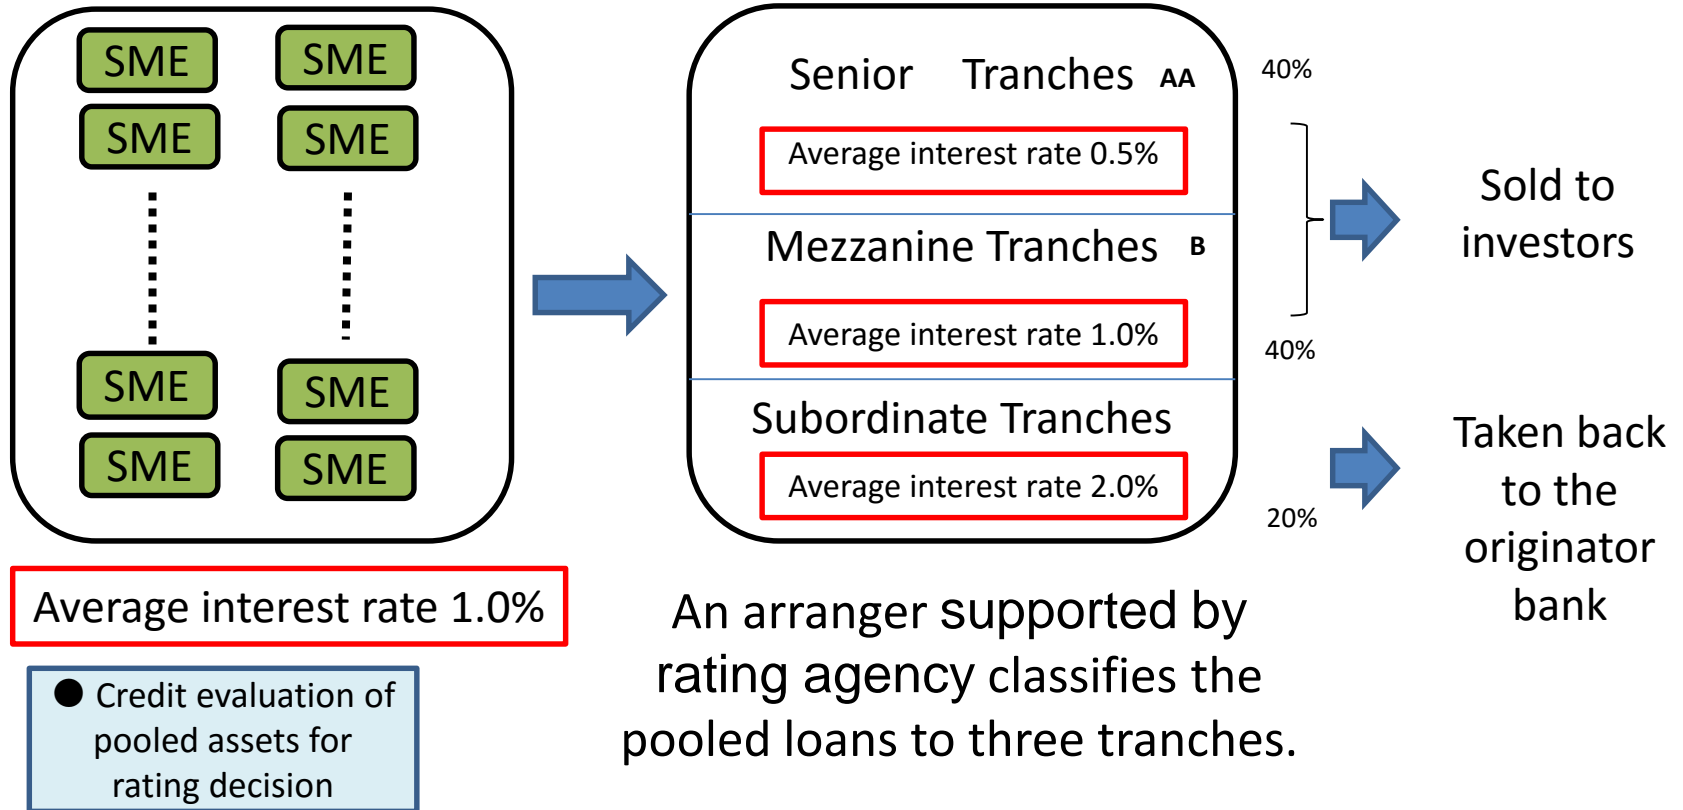 SME
SME
SME
SME
SME
SME
SME
SME
Average interest rate 1.0%
● Credit evaluation of
pooled assets for
rating decision
Senior Tranches AA
40%
Average interest rate 0.5%
Mezzanine Tranches B
Average interest rate 1.0%
40%
Subordinate Tranches
Average interest rate 2.0%
20%
Sold to
investors
Taken back
to the
originator
bank
An arranger supported by
rating agency classifies the
pooled loans to three tranches.